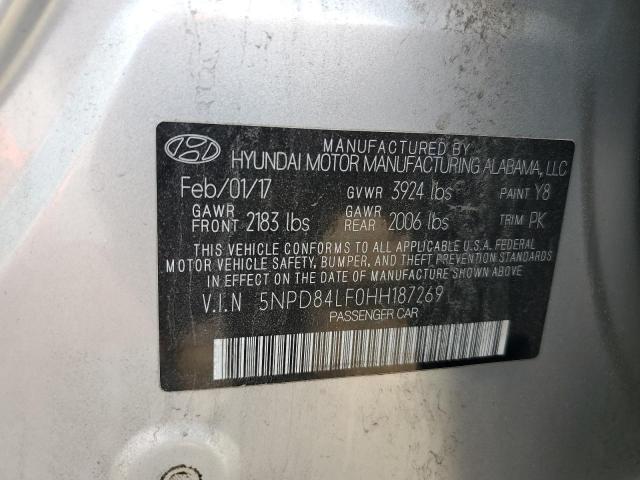 MANUFACTURED BY
HYUNDAI MOTOR MANUFACTURING ALABAMA, LLC
Feb/01/17 GVWR 3924 lbs PAINT Y8
GAWR FRONT 2183 lbs GAWR REAR 2006 lbs TRIM PK
THIS VEHICLE CONFORMS TO ALL APPLICABLE U.S.A. FEDERAL
MOTOR VEHICLE SAFETY, BUMPER, AND THEFT PREVENTION STANDARDS
IN EFFECT ON THE DATE OF MANUFACTURE SHOWN ABOVE.
V.I.N 5NPD84LF0HH187269
PASSENGER CAR